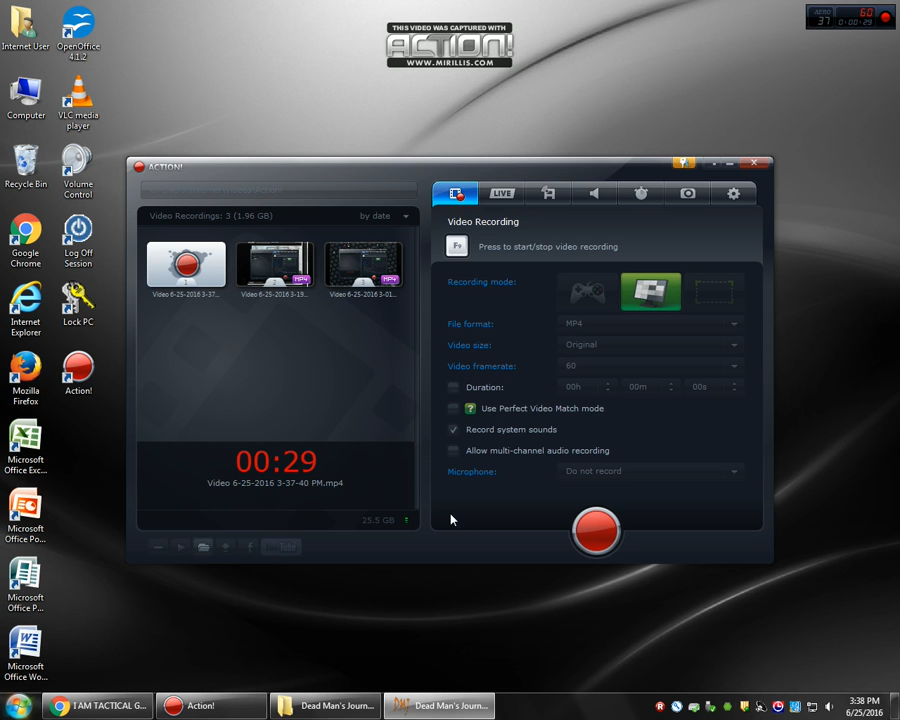 Internet User
OpenOffice 4.1.2
Computer
VLC media player
Recycle Bin
Volume Control
Google Chrome
Log Off Session
Internet Explorer
Lock PC
Mozilla Firefox
Action!
Microsoft Office Exc...
Microsoft Office Po...
Microsoft Office P...
Microsoft Office Wo...
THIS VIDEO WAS CAPTURED WITH
ACTION!
WWW.MIRILLIS.COM
AERO 37
60
0:00:29
ACTION!
Video Recordings: 3 (1.96 GB)
by date
Video 6-25-2016 3-37...
MP4
Video 6-25-2016 3-19...
MP4
Video 6-25-2016 3-01...
00:29
Video 6-25-2016 3-37-40 PM.mp4
25.5 GB
YouTube
LIVE
Video Recording
F9
Press to start/stop video recording
Recording mode:
File format:
MP4
Video size:
Original
Video framerate:
60
Duration:
00h
00m
00s
? Use Perfect Video Match mode
Record system sounds
Allow multi-channel audio recording
Microphone:
Do not record
I AM TACTICAL G...
Action!
Dead Man's Journ...
Dead Man's Journ...
3:38 PM
6/25/2016